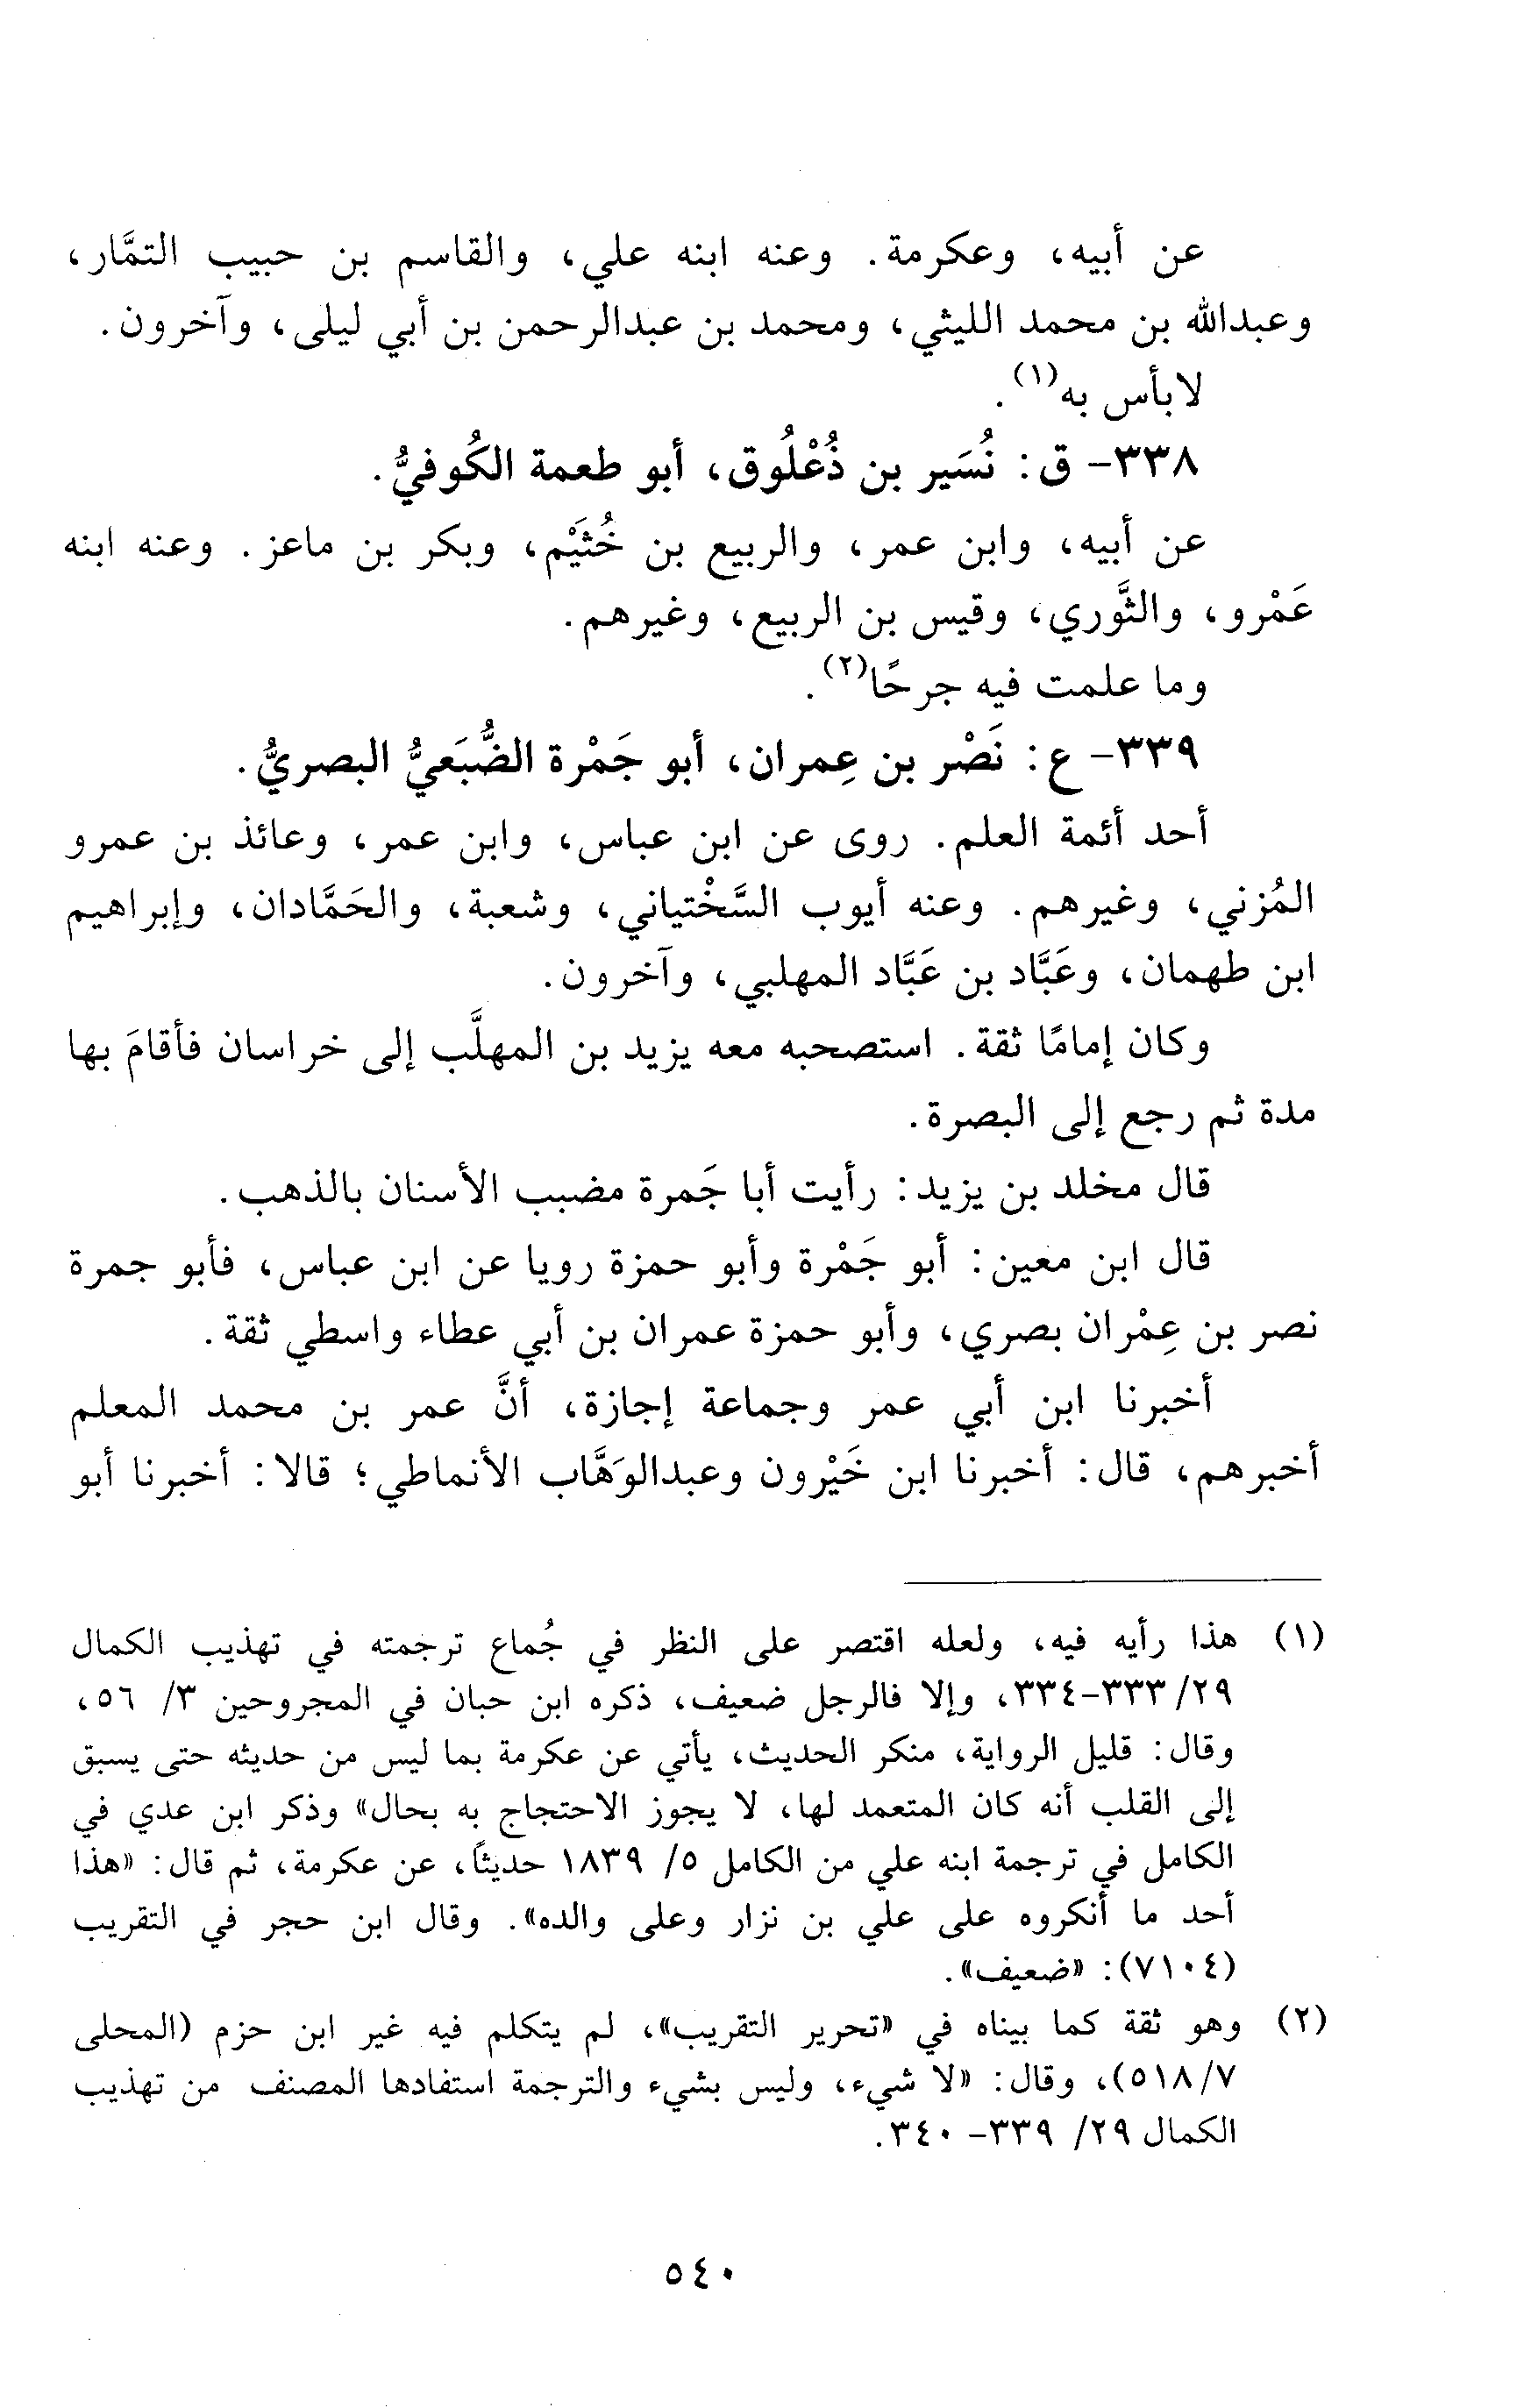 عن أبيه، وعكرمة. وعنه ابنه علي، والقاسم بن حبيب التمَّار،
وعبدالله بن محمد الليثي، ومحمد بن عبدالرحمن بن أبي ليلى، وآخرون.
لا بأس به(١).
٣٣٨- ق: نُسَير بن ذُعْلُوق، أبو طعمة الكُوفيُّ.
عن أبيه، وابن عمر، والربيع بن خُثَيْم، وبكر بن ماعز. وعنه ابنه
عَمْرو، والثَّوري، وقيس بن الربيع، وغيرهم.
وما علمت فيه جرحًا(٢).
٣٣٩- ع: نَصْر بن عِمران، أبو جَمْرة الضُّبَعيُّ البصريُّ.
أحد أئمة العلم. روى عن ابن عباس، وابن عمر، وعائذ بن عمرو
المُزني، وغيرهم. وعنه أيوب السَّخْتياني، وشعبة، والحَمَّادان، وإبراهيم
ابن طهمان، وعَبَّاد بن عَبَّاد المهلبي، وآخرون.
وكان إمامًا ثقة. استصحبه معه يزيد بن المهلَّب إلى خراسان فأقامَ بها
مدة ثم رجع إلى البصرة.
قال مخلد بن يزيد: رأيت أبا جَمرة مضبب الأسنان بالذهب.
قال ابن معين: أبو جَمْرة وأبو حمزة رويا عن ابن عباس، فأبو جمرة
نصر بن عِمْران بصري، وأبو حمزة عمران بن أبي عطاء واسطي ثقة.
أخبرنا ابن أبي عمر وجماعة إجازة، أنَّ عمر بن محمد المعلم
أخبرهم، قال: أخبرنا ابن خَيْرون وعبدالوَهَّاب الأنماطي؛ قالا: أخبرنا أبو
(١) هذا رأيه فيه، ولعله اقتصر على النظر في جُماع ترجمته في تهذيب الكمال
٢٩/ ٣٣٣-٣٣٤، وإلا فالرجل ضعيف، ذكره ابن حبان في المجروحين ٣/ ٥٦،
وقال: قليل الرواية، منكر الحديث، يأتي عن عكرمة بما ليس من حديثه حتى يسبق
إلى القلب أنه كان المتعمد لها، لا يجوز الاحتجاج به بحال» وذكر ابن عدي في
الكامل في ترجمة ابنه علي من الكامل ٥/ ١٨٣٩ حديثًا، عن عكرمة، ثم قال: «هذا
أحد ما أنكروه على علي بن نزار وعلى والده». وقال ابن حجر في التقريب
(٧١٠٤): «ضعيف».
(٢) وهو ثقة كما بيناه في «تحرير التقريب»، لم يتكلم فيه غير ابن حزم (المحلى
٧/ ٥١٨)، وقال: «لا شيء، وليس بشيء والترجمة استفادها المصنف من تهذيب
الكمال ٢٩/ ٣٣٩- ٣٤٠.
٥٤٠